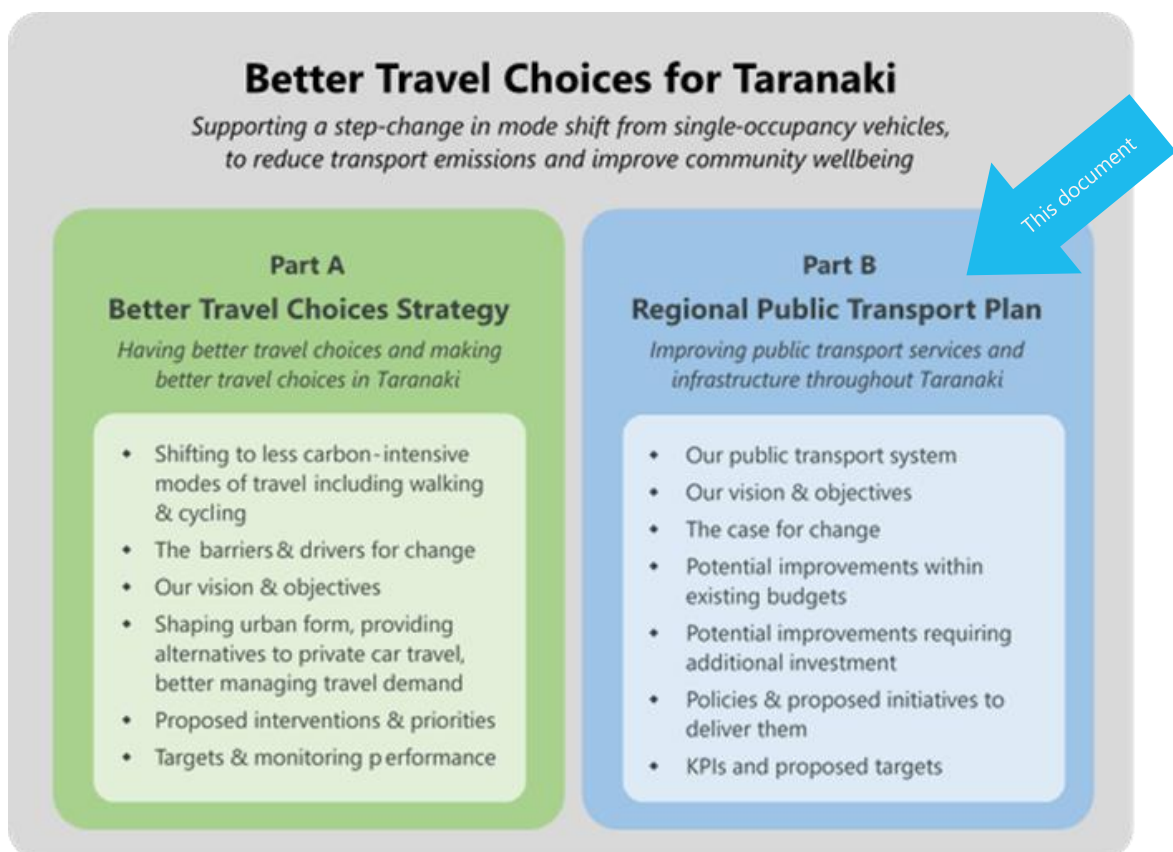 Better Travel Choices for Taranaki
Supporting a step-change in mode shift from single-occupancy vehicles,
to reduce transport emissions and improve community wellbeing
This document
Part A
Better Travel Choices Strategy
Having better travel choices and making
better travel choices in Taranaki
• Shifting to less carbon-intensive
modes of travel including walking
& cycling
• The barriers & drivers for change
• Our vision & objectives
• Shaping urban form, providing
alternatives to private car travel,
better managing travel demand
• Proposed interventions & priorities
• Targets & monitoring performance
Part B
Regional Public Transport Plan
Improving public transport services and
infrastructure throughout Taranaki
• Our public transport system
• Our vision & objectives
• The case for change
• Potential improvements within
existing budgets
• Potential improvements requiring
additional investment
• Policies & proposed initiatives to
deliver them
• KPIs and proposed targets